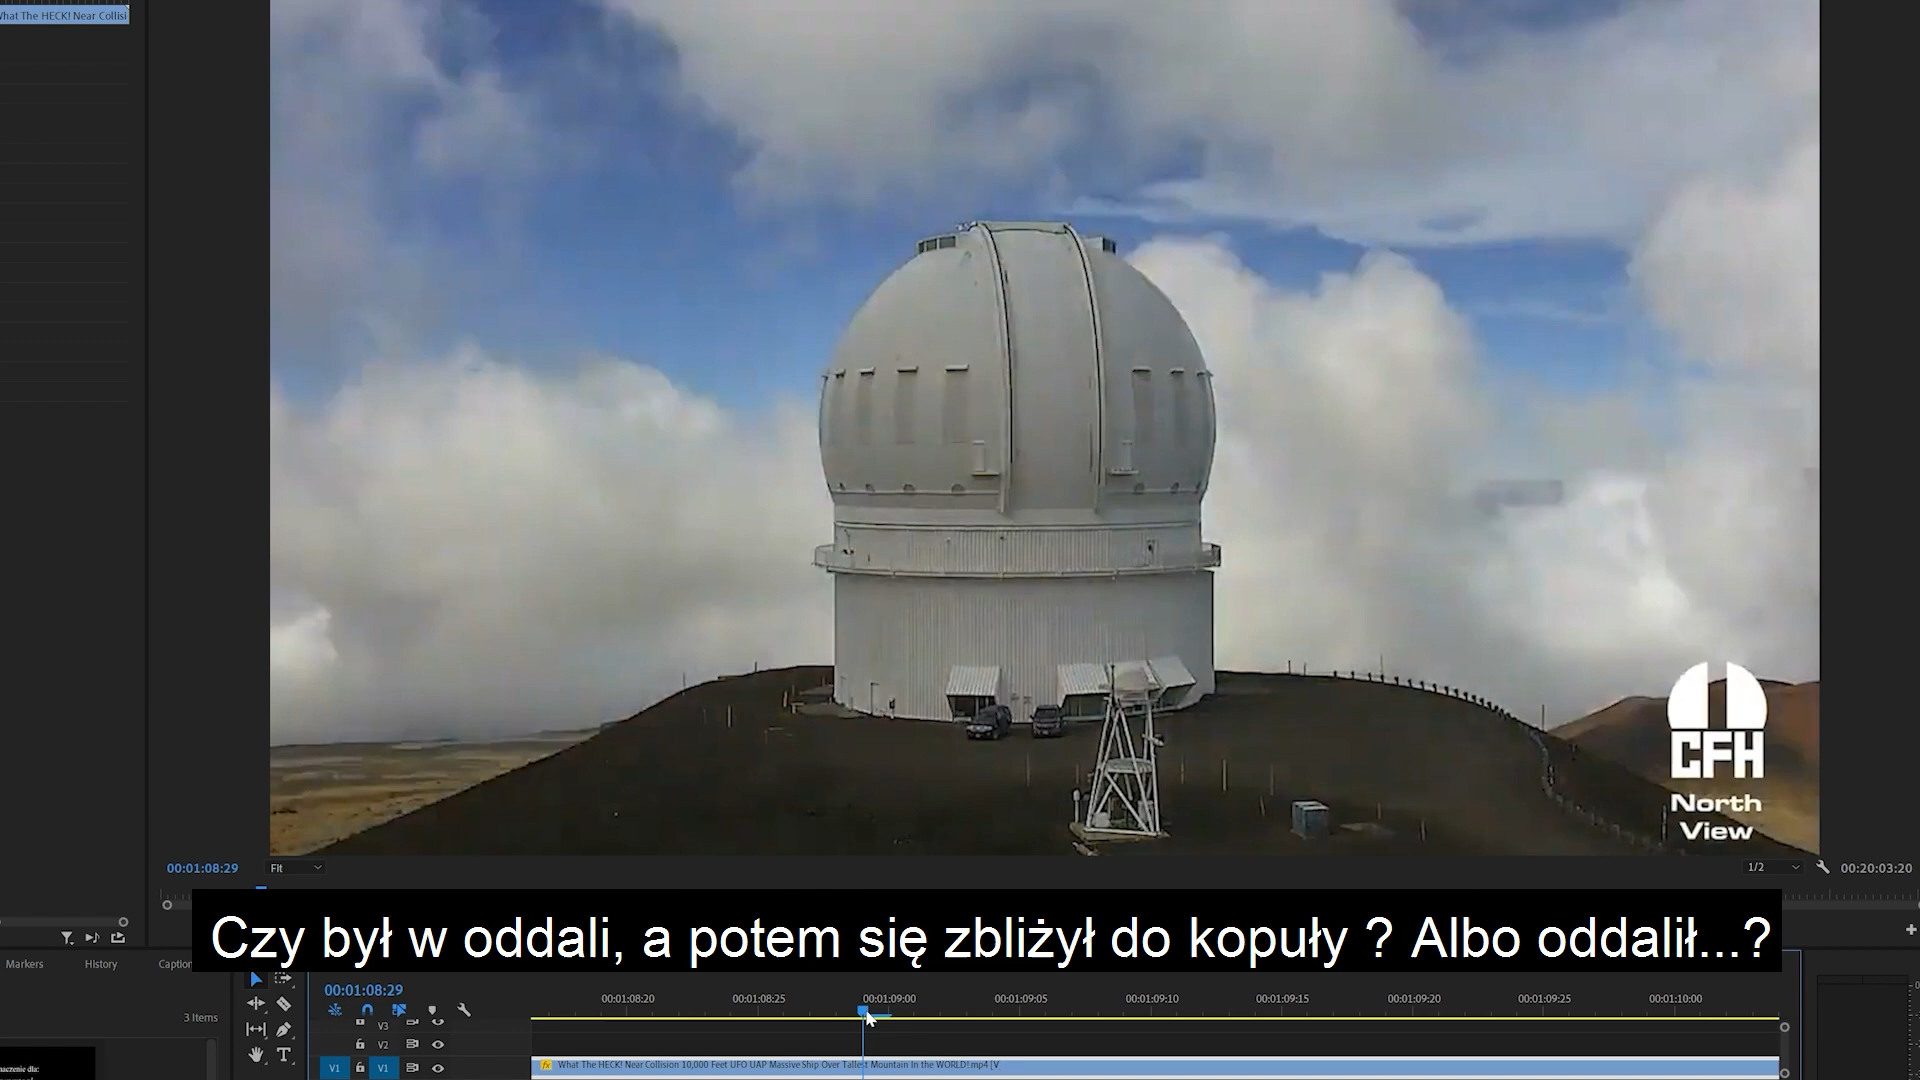 What The HECK! Near Collisi
CFH
North
View
00:01:08:29
Fit
1/2
00:20:03:20
Czy był w oddali, a potem się zbliżył do kopuły ? Albo oddalił...?
Markers
History
Caption
00:01:08:29
00:01:08:20
00:01:08:25
00:01:09:00
00:01:09:05
00:01:09:10
00:01:09:15
00:01:09:20
00:01:09:25
00:01:10:00
3 Items
V3
V2
V1
V1
fx What The HECK! Near Collision 10,000 Feet UFO UAP Massive Ship Over Tallest Mountain In the WORLD!.mp4 [V